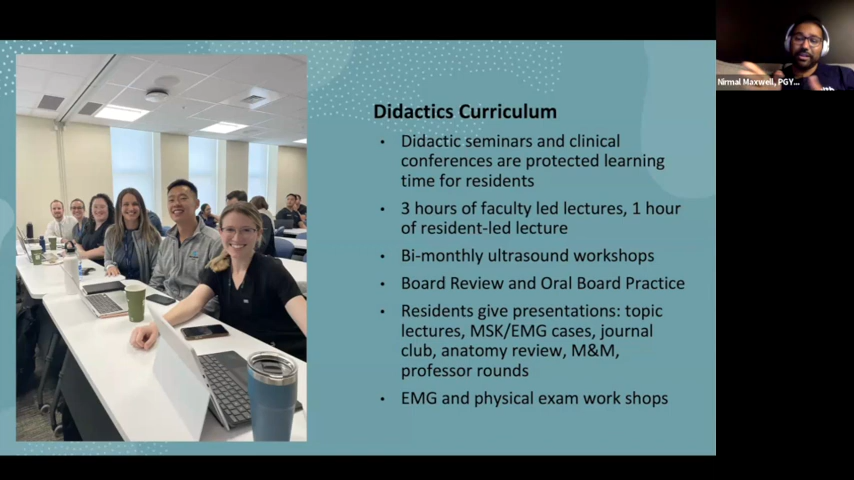 Didactics Curriculum
• Didactic seminars and clinical
conferences are protected learning
time for residents
• 3 hours of faculty led lectures, 1 hour
of resident-led lecture
• Bi-monthly ultrasound workshops
• Board Review and Oral Board Practice
• Residents give presentations: topic
lectures, MSK/EMG cases, journal
club, anatomy review, M&M,
professor rounds
• EMG and physical exam work shops
Nirmal Maxwell, PGY...